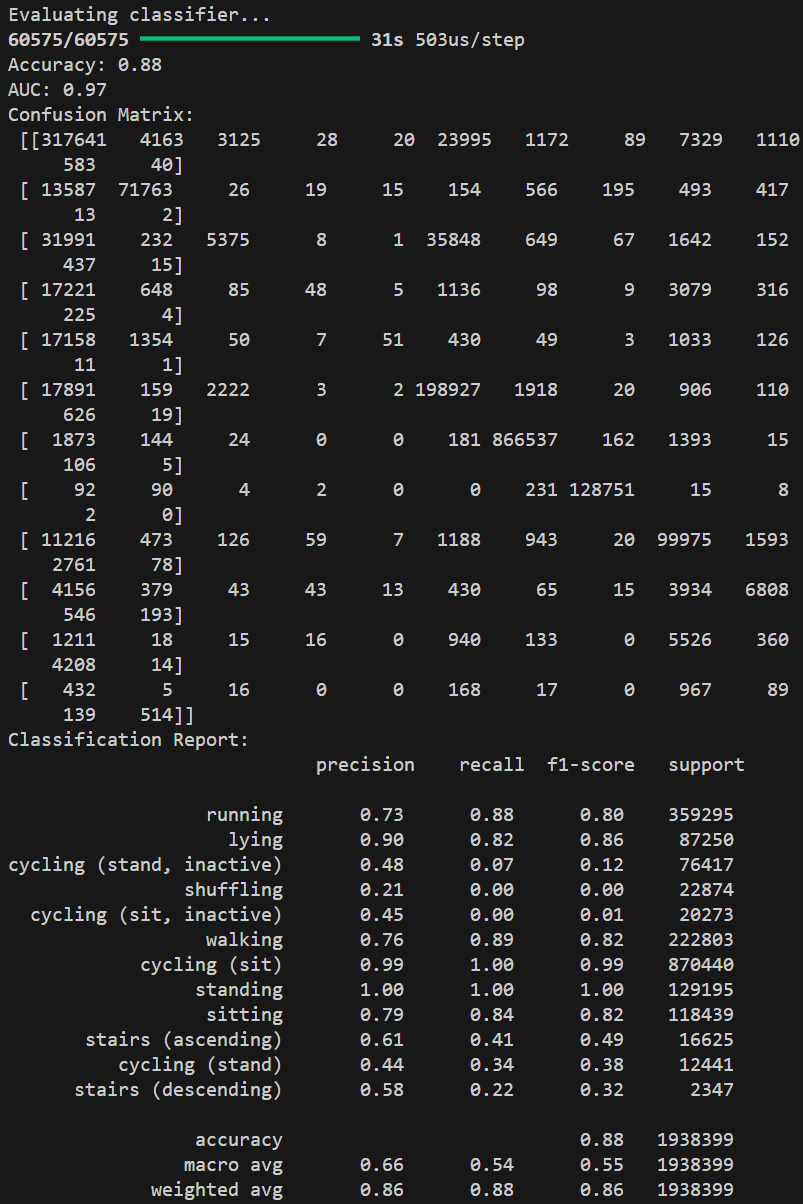 Evaluating classifier...
60575/60575 ━━━━━━━━━━━━━━━━━━━━ 31s 503us/step
Accuracy: 0.88
AUC: 0.97
Confusion Matrix:
 [[317641   4163   3125     28     20  23995   1172     89   7329   1110
     583     40]
 [ 13587  71763     26     19     15    154    566    195    493    417
      13      2]
 [ 31991    232   5375      8      1  35848    649     67   1642    152
     437     15]
 [ 17221    648     85     48      5   1136     98      9   3079    316
     225      4]
 [ 17158   1354     50      7     51    430     49      3   1033    126
      11      1]
 [ 17891    159   2222      3      2 198927   1918     20    906    110
     626     19]
 [  1873    144     24      0      0    181 866537    162   1393     15
     106      5]
 [    92     90      4      2      0      0    231 128751     15      8
       2      0]
 [ 11216    473    126     59      7   1188    943     20  99975   1593
    2761     78]
 [  4156    379     43     43     13    430     65     15   3934   6808
     546    193]
 [  1211     18     15     16      0    940    133      0   5526    360
    4208     14]
 [   432      5     16      0      0    168     17      0    967     89
     139    514]]
Classification Report:
                          precision    recall  f1-score   support
                 running       0.73      0.88      0.80    359295
                   lying       0.90      0.82      0.86     87250
cycling (stand, inactive)       0.48      0.07      0.12     76417
               shuffling       0.21      0.00      0.00     22874
 cycling (sit, inactive)       0.45      0.00      0.01     20273
                 walking       0.76      0.89      0.82    222803
           cycling (sit)       0.99      1.00      0.99    870440
                standing       1.00      1.00      1.00    129195
                 sitting       0.79      0.84      0.82    118439
      stairs (ascending)       0.61      0.41      0.49     16625
         cycling (stand)       0.44      0.34      0.38     12441
     stairs (descending)       0.58      0.22      0.32      2347
                accuracy                           0.88   1938399
               macro avg       0.66      0.54      0.55   1938399
            weighted avg       0.86      0.88      0.86   1938399